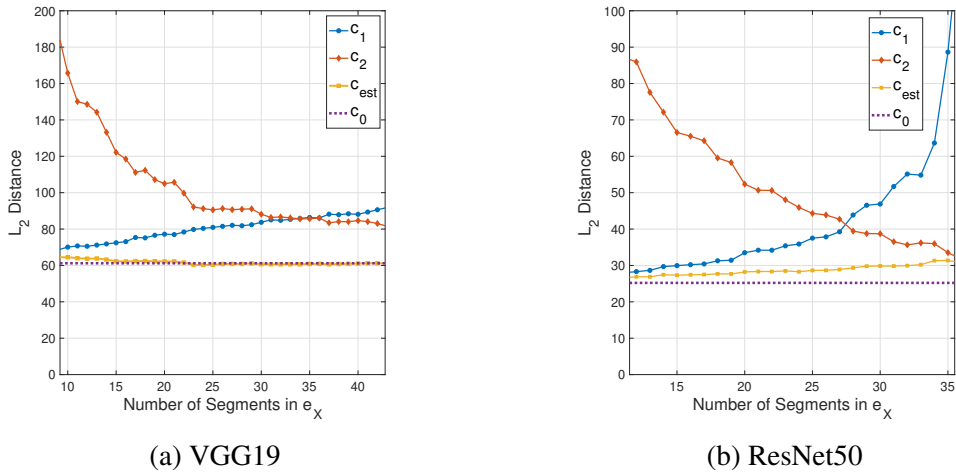 200
180
160
140
120
100
80
60
40
20
0
L2 Distance
10 15 20 25 30 35 40
Number of Segments in eX
c1
c2
cest
c0
(a) VGG19
100
90
80
70
60
50
40
30
20
10
0
L2 Distance
15 20 25 30 35
Number of Segments in eX
c1
c2
cest
c0
(b) ResNet50